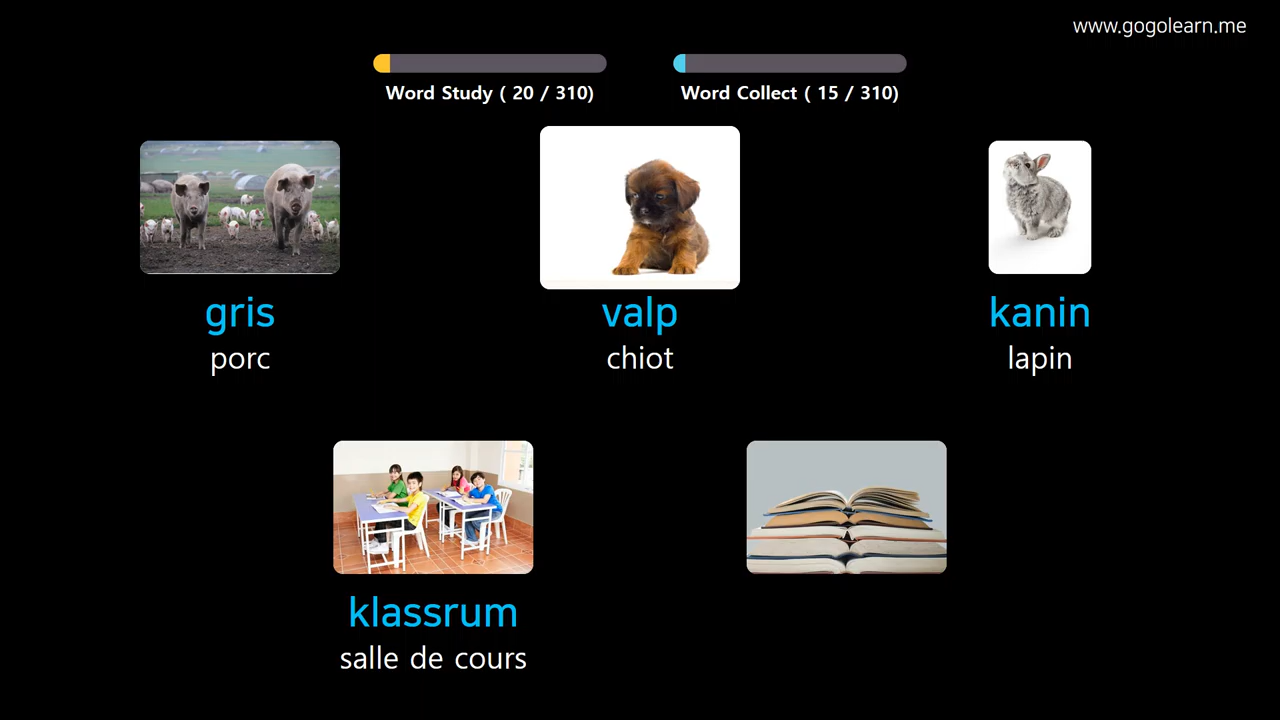 www.gogolearn.me
Word Study ( 20 / 310)
Word Collect ( 15 / 310)
gris
porc
valp
chiot
kanin
lapin
klassrum
salle de cours